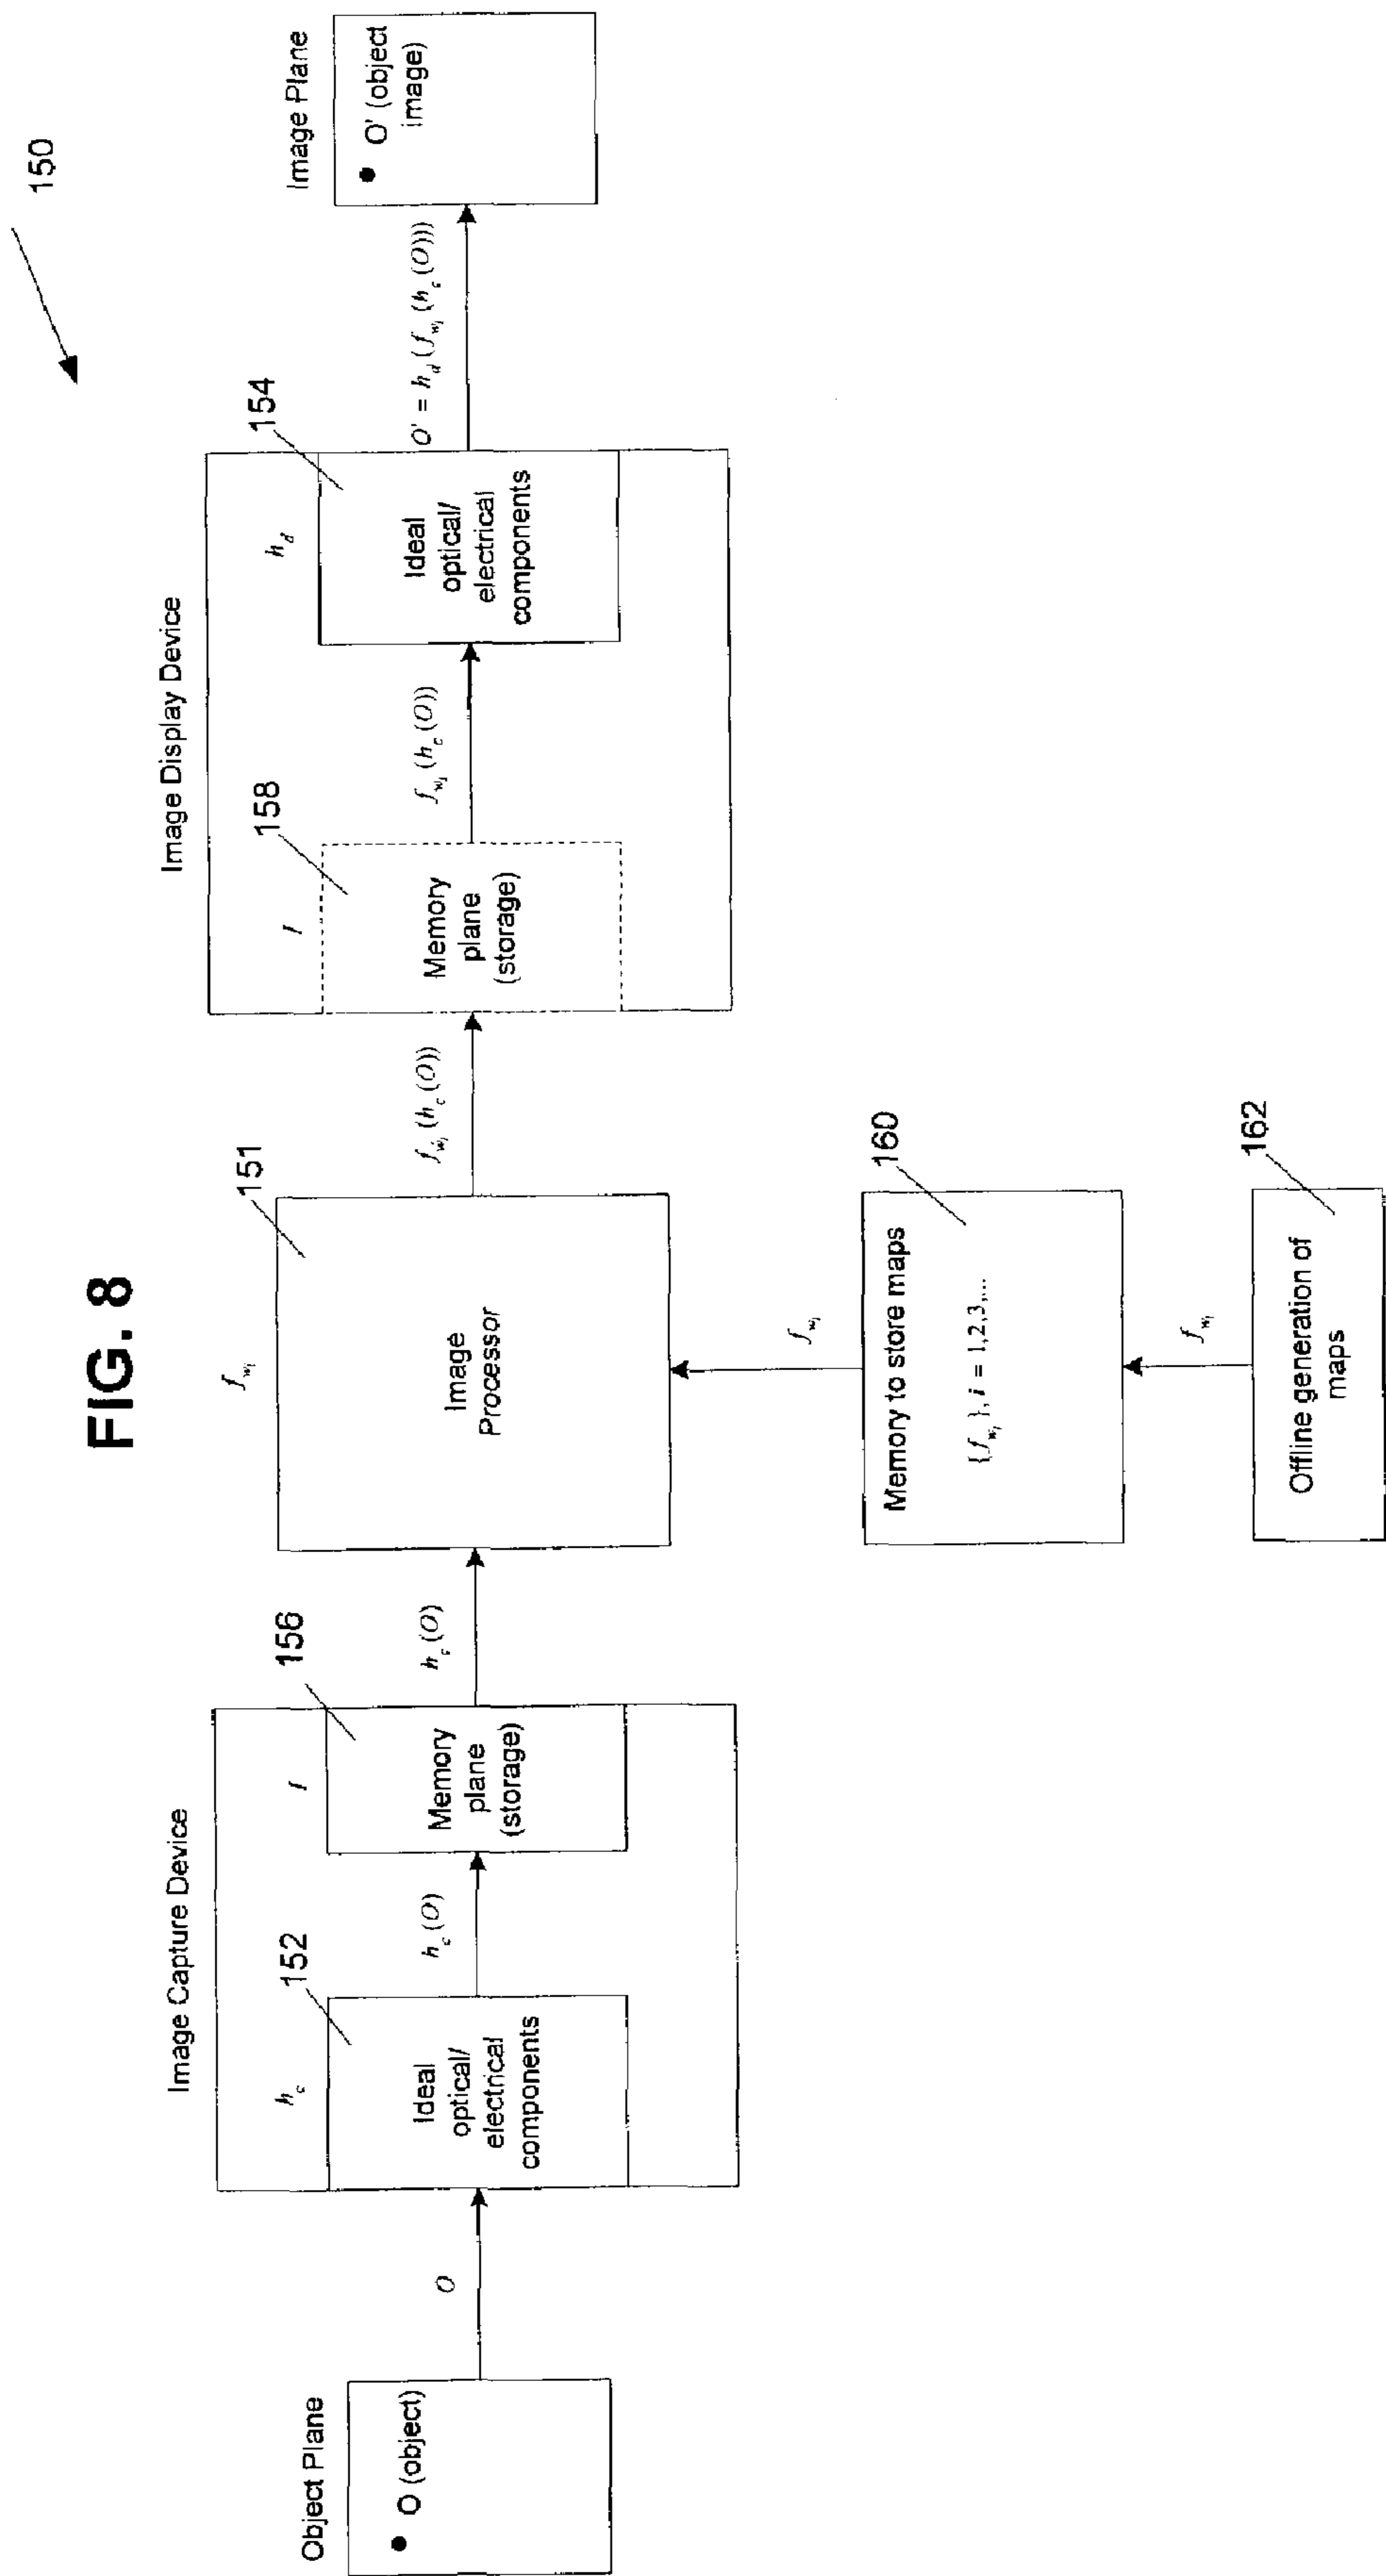 FIG. 8
150
Object Plane
O (object)
O
Image Capture Device
h_c
152
Ideal
optical/
electrical
components
h_c (O)
I
156
Memory
plane
(storage)
h_c (O)
f_{w_i}
151
Image
Processor
f_{w_i}
160
Memory to store maps
{f_{w_i}}, i = 1,2,3,...
f_{w_i}
162
Offline generation of
maps
f_{w_i} (h_c (O))
Image Display Device
I
158
Memory
plane
(storage)
f_{w_i} (h_c (O))
h_d
154
Ideal
optical/
electrical
components
O' = h_d (f_{w_i} (h_c (O)))
Image Plane
O' (object
image)